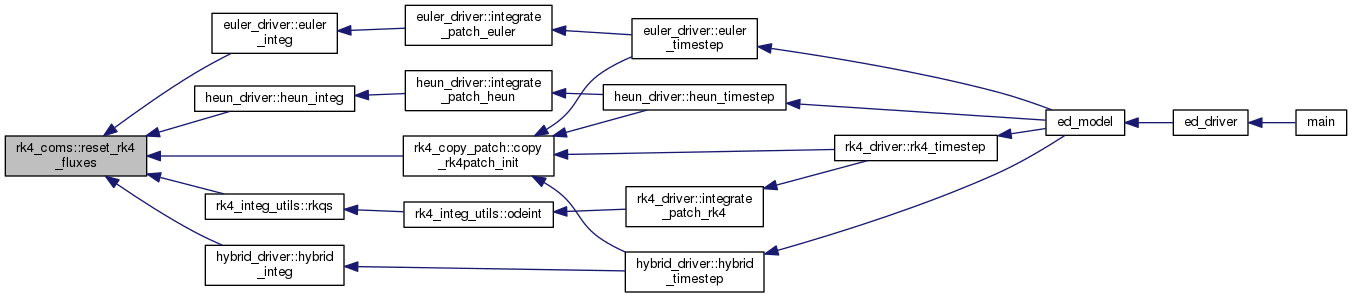 rk4_coms::reset_rk4
_fluxes
euler_driver::euler
_integ
heun_driver::heun_integ
rk4_integ_utils::rkqs
hybrid_driver::hybrid
_integ
euler_driver::integrate
_patch_euler
heun_driver::integrate
_patch_heun
rk4_copy_patch::copy
_rk4patch_init
rk4_integ_utils::odeint
euler_driver::euler
_timestep
heun_driver::heun_timestep
rk4_driver::integrate
_patch_rk4
hybrid_driver::hybrid
_timestep
rk4_driver::rk4_timestep
ed_model
ed_driver
main